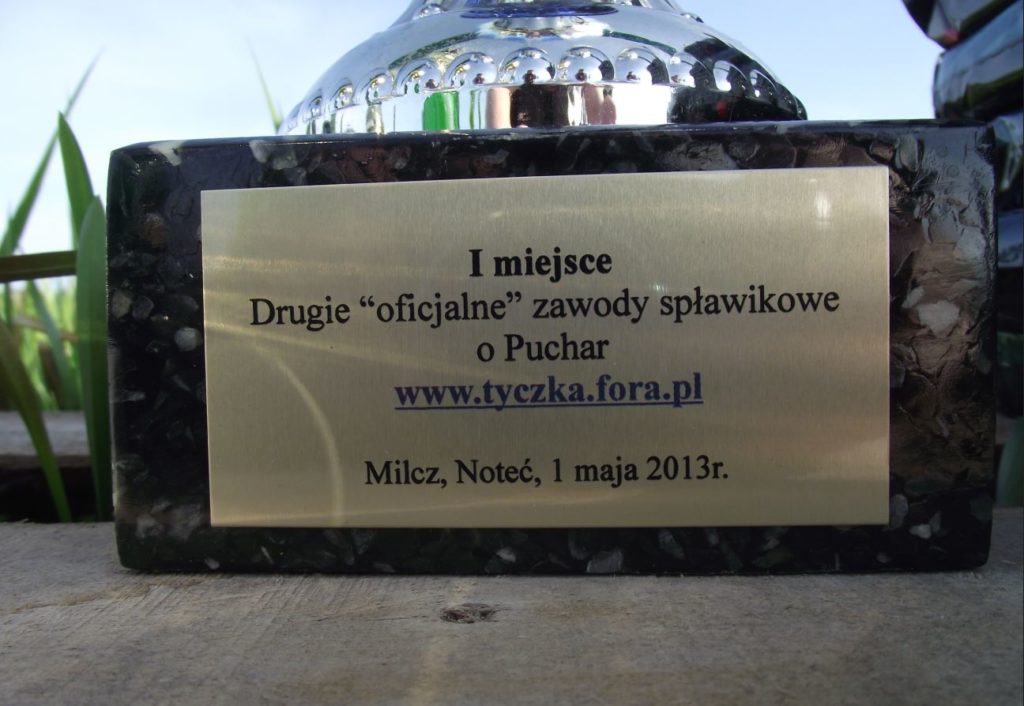 I miejsce
Drugie “oficjalne” zawody spławikowe
o Puchar
www.tyczka.fora.pl
Milcz, Noteć, 1 maja 2013r.